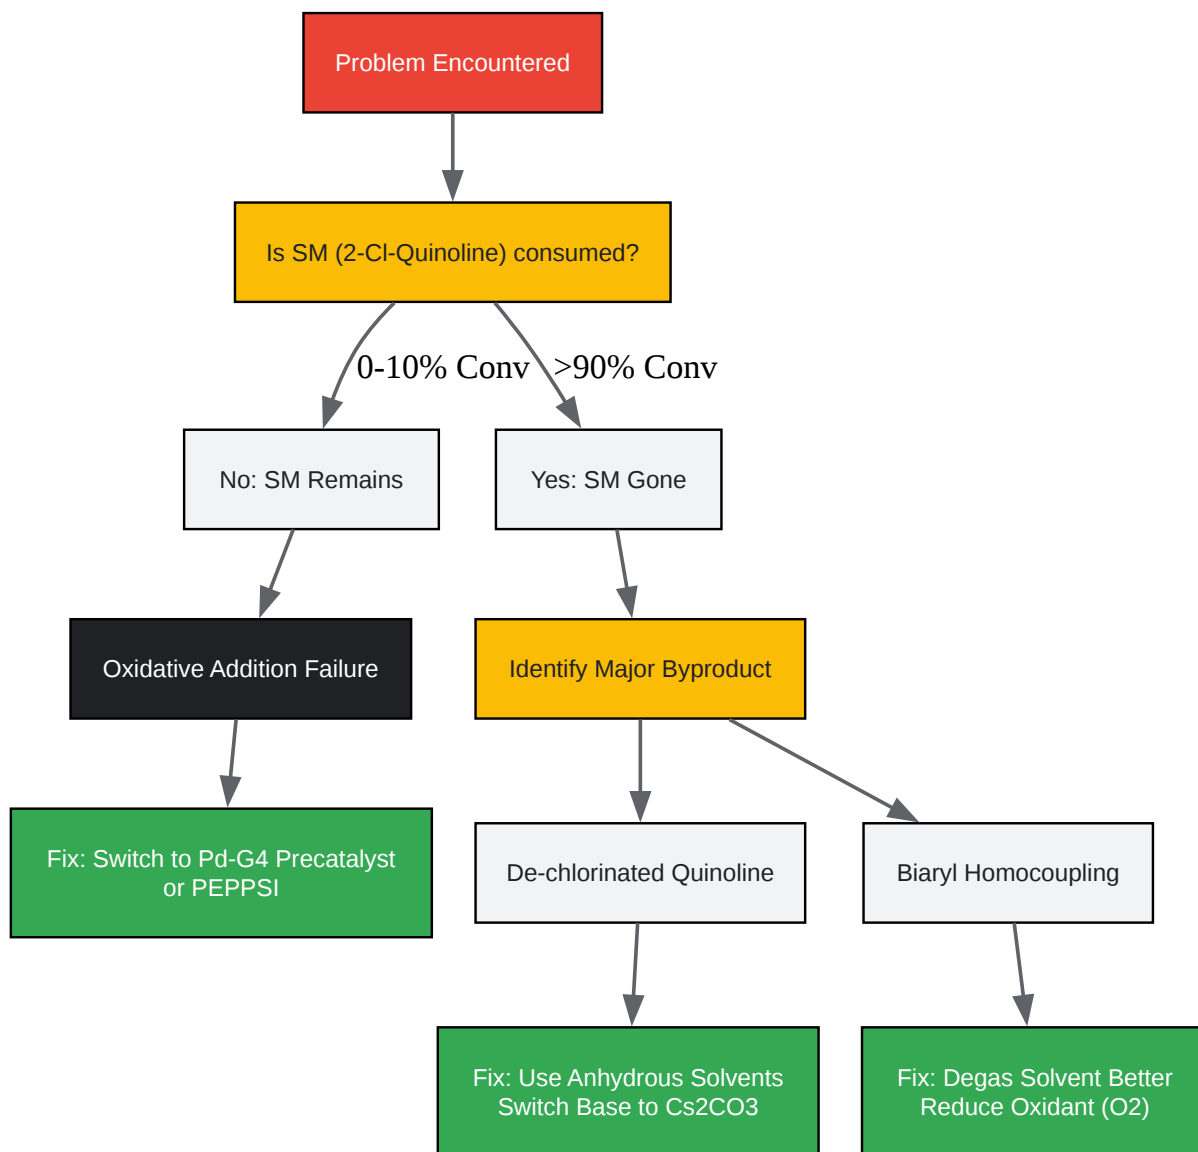 Problem Encountered
Is SM (2-Cl-Quinoline) consumed?
0-10% Conv
>90% Conv
No: SM Remains
Yes: SM Gone
Oxidative Addition Failure
Identify Major Byproduct
Fix: Switch to Pd-G4 Precatalyst
or PEPPSI
De-chlorinated Quinoline
Biaryl Homocoupling
Fix: Use Anhydrous Solvents
Switch Base to Cs2CO3
Fix: Degas Solvent Better
Reduce Oxidant (O2)